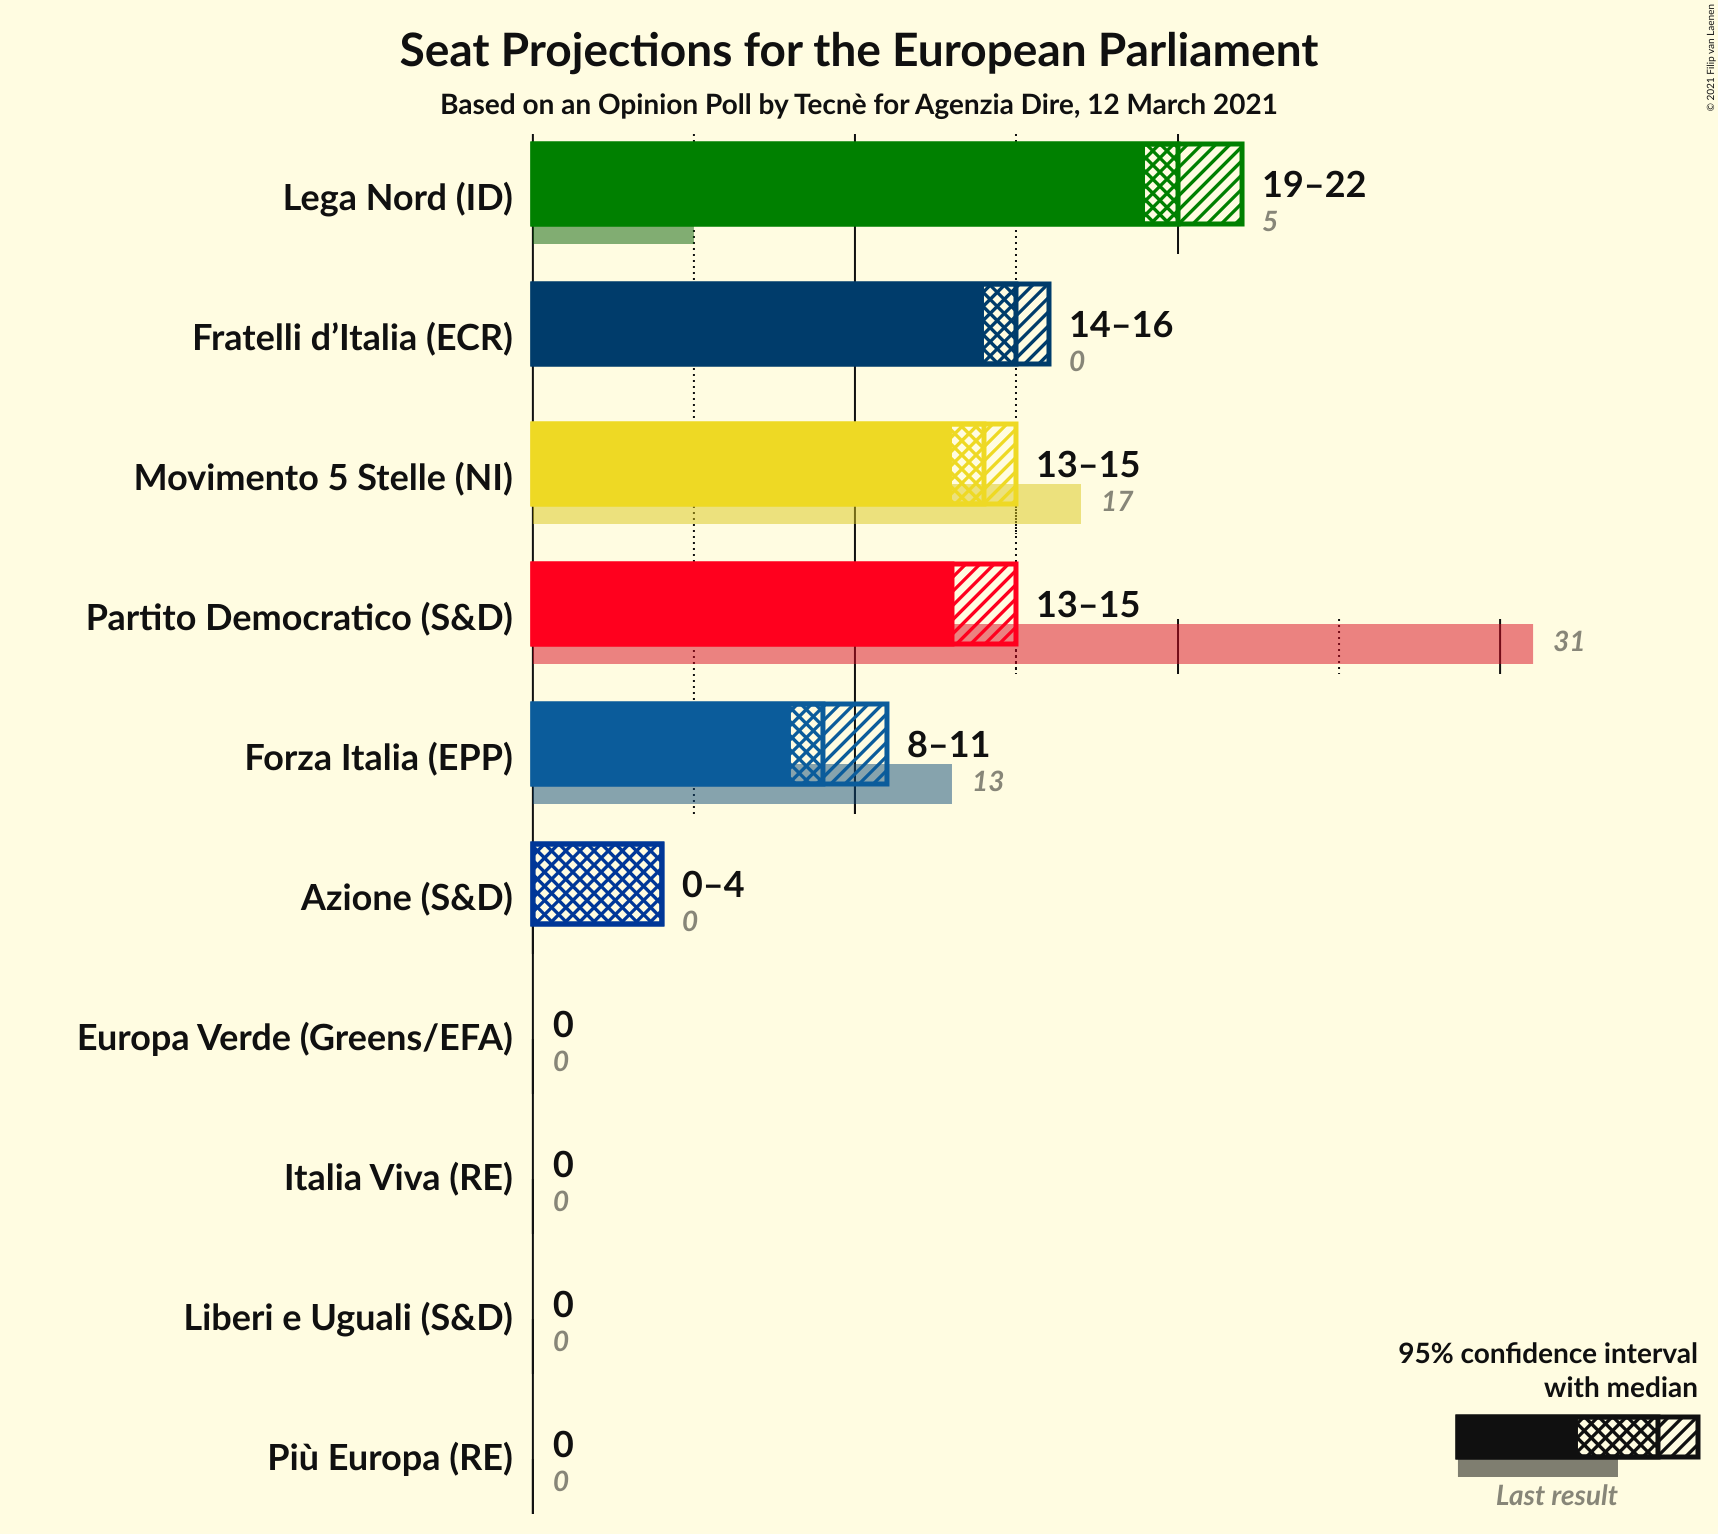 Seat Projections for the European Parliament
Based on an Opinion Poll by Tecnè for Agenzia Dire, 12 March 2021
© 2021 Filip van Laenen
Lega Nord (ID)
19–22
5
Fratelli d’Italia (ECR)
14–16
0
Movimento 5 Stelle (NI)
13–15
17
Partito Democratico (S&D)
13–15
31
Forza Italia (EPP)
8–11
13
Azione (S&D)
0–4
0
Europa Verde (Greens/EFA)
0
0
Italia Viva (RE)
0
0
Liberi e Uguali (S&D)
0
0
Più Europa (RE)
0
0
95% confidence interval
with median
Last result